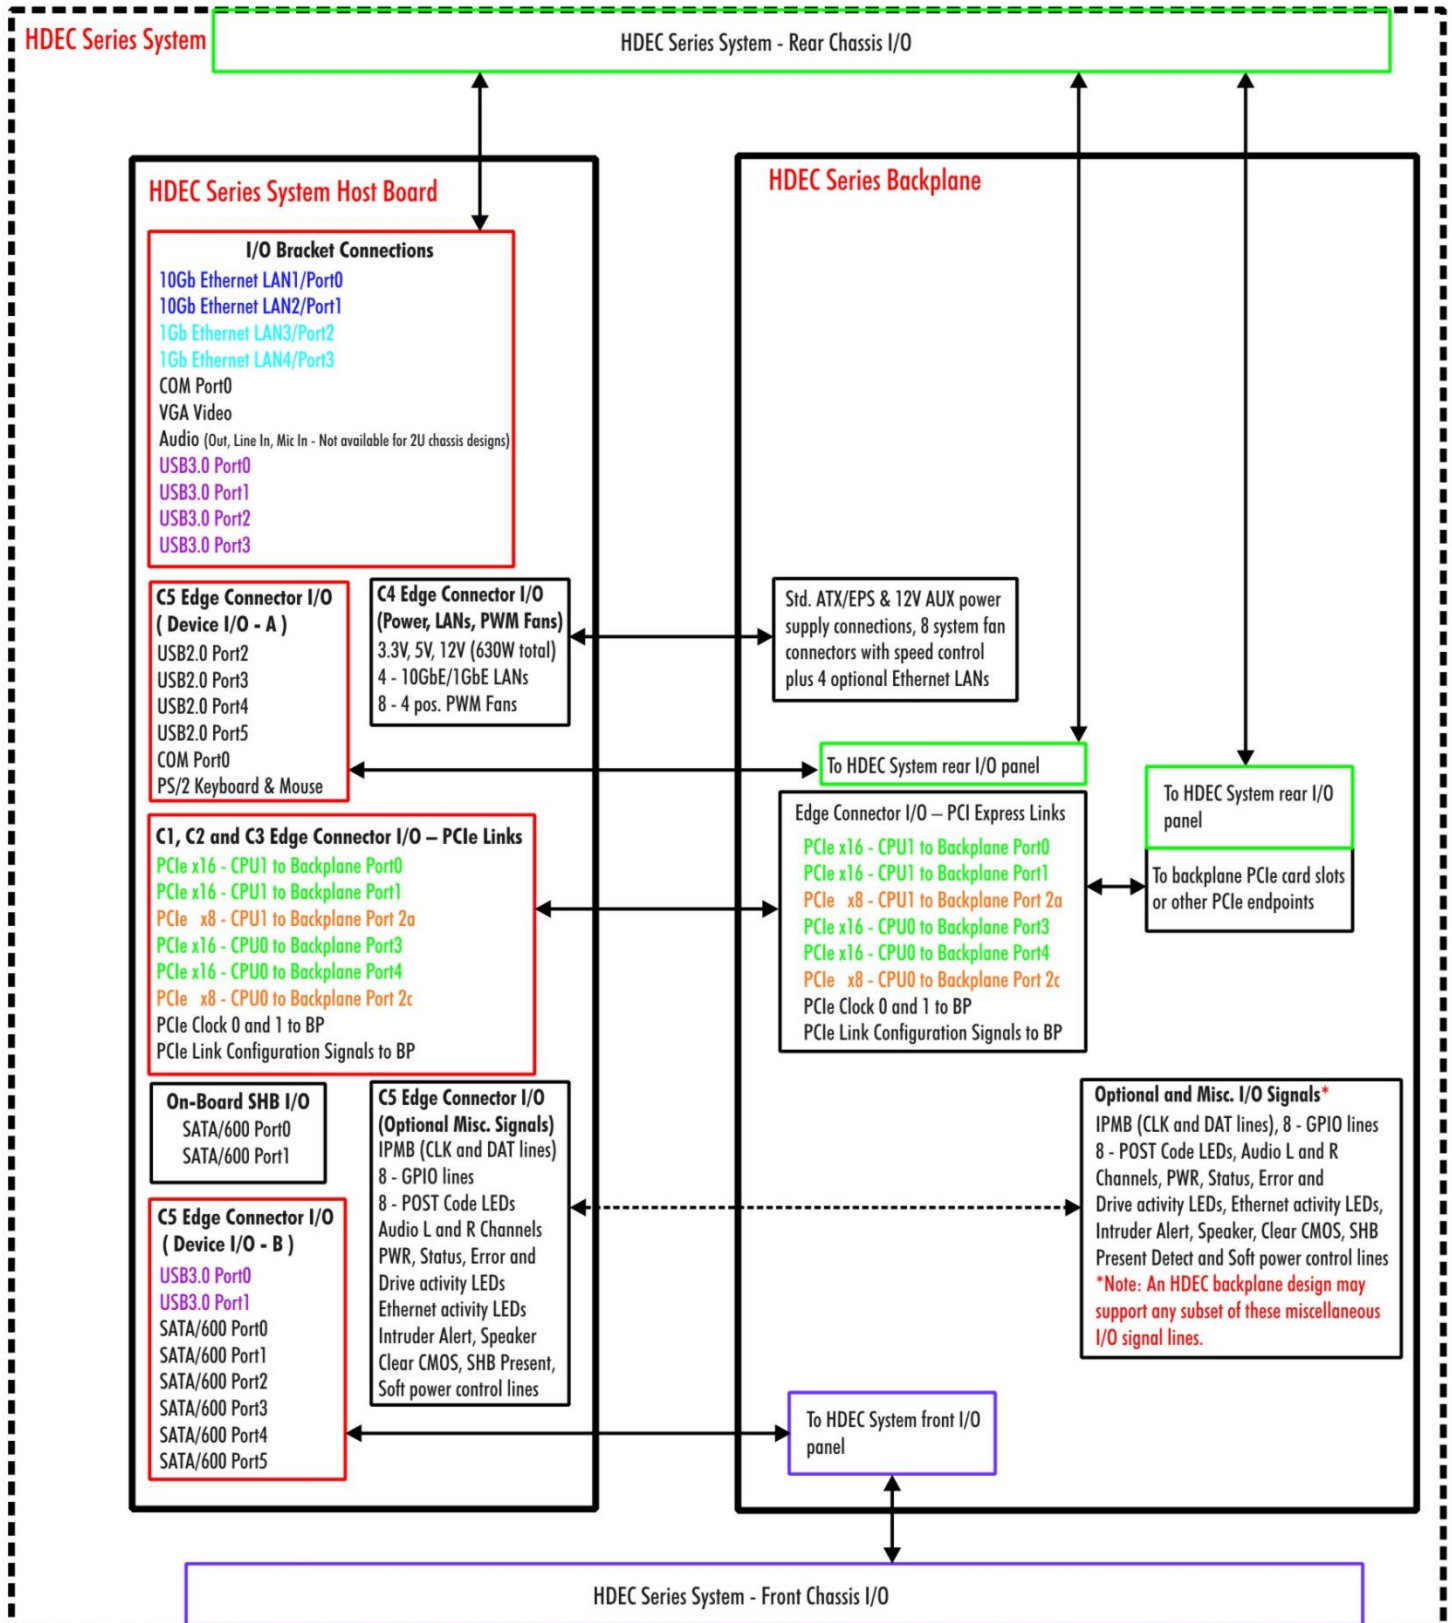 HDEC Series System
HDEC Series System - Rear Chassis I/O
HDEC Series System Host Board
I/O Bracket Connections
10Gb Ethernet LAN1/Port0
10Gb Ethernet LAN2/Port1
1Gb Ethernet LAN3/Port2
1Gb Ethernet LAN4/Port3
COM Port0
VGA Video
Audio (Out, Line In, Mic In - Not available for 2U chassis designs)
USB3.0 Port0
USB3.0 Port1
USB3.0 Port2
USB3.0 Port3
C5 Edge Connector I/O
( Device I/O - A )
USB2.0 Port2
USB2.0 Port3
USB2.0 Port4
USB2.0 Port5
COM Port0
PS/2 Keyboard & Mouse
C4 Edge Connector I/O
(Power, LANs, PWM Fans)
3.3V, 5V, 12V (630W total)
4 - 10GbE/1GbE LANs
8 - 4 pos. PWM Fans
C1, C2 and C3 Edge Connector I/O – PCIe Links
PCIe x16 - CPU1 to Backplane Port0
PCIe x16 - CPU1 to Backplane Port1
PCIe x8 - CPU1 to Backplane Port 2a
PCIe x16 - CPU0 to Backplane Port3
PCIe x16 - CPU0 to Backplane Port4
PCIe x8 - CPU0 to Backplane Port 2c
PCIe Clock 0 and 1 to BP
PCIe Link Configuration Signals to BP
On-Board SHB I/O
SATA/600 Port0
SATA/600 Port1
C5 Edge Connector I/O
( Device I/O - B )
USB3.0 Port0
USB3.0 Port1
SATA/600 Port0
SATA/600 Port1
SATA/600 Port2
SATA/600 Port3
SATA/600 Port4
SATA/600 Port5
C5 Edge Connector I/O
(Optional Misc. Signals)
IPMB (CLK and DAT lines)
8 - GPIO lines
8 - POST Code LEDs
Audio L and R Channels
PWR, Status, Error and
Drive activity LEDs
Ethernet activity LEDs
Intruder Alert, Speaker
Clear CMOS, SHB Present,
Soft power control lines
HDEC Series Backplane
Std. ATX/EPS & 12V AUX power
supply connections, 8 system fan
connectors with speed control
plus 4 optional Ethernet LANs
To HDEC System rear I/O panel
Edge Connector I/O – PCI Express Links
PCIe x16 - CPU1 to Backplane Port0
PCIe x16 - CPU1 to Backplane Port1
PCIe x8 - CPU1 to Backplane Port 2a
PCIe x16 - CPU0 to Backplane Port3
PCIe x16 - CPU0 to Backplane Port4
PCIe x8 - CPU0 to Backplane Port 2c
PCIe Clock 0 and 1 to BP
PCIe Link Configuration Signals to BP
To HDEC System rear I/O
panel
To backplane PCIe card slots
or other PCIe endpoints
Optional and Misc. I/O Signals*
IPMB (CLK and DAT lines), 8 - GPIO lines
8 - POST Code LEDs, Audio L and R
Channels, PWR, Status, Error and
Drive activity LEDs, Ethernet activity LEDs,
Intruder Alert, Speaker, Clear CMOS, SHB
Present Detect and Soft power control lines
*Note: An HDEC backplane design may
support any subset of these miscellaneous
I/O signal lines.
To HDEC System front I/O
panel
HDEC Series System - Front Chassis I/O